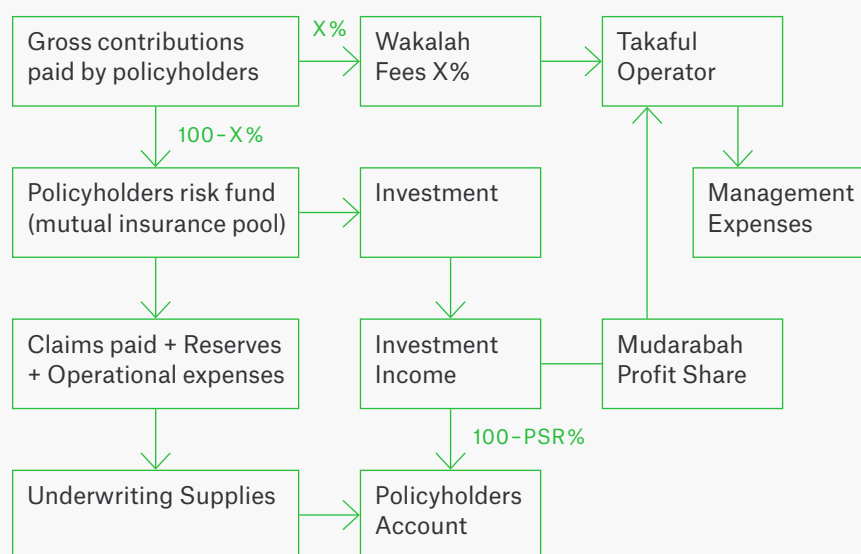 Gross contributions
paid by policyholders
X%
Wakalah
Fees X%
Takaful
Operator
100–X%
Policyholders risk fund
(mutual insurance pool)
Investment
Management
Expenses
Claims paid + Reserves
+ Operational expenses
Investment
Income
Mudarabah
Profit Share
100–PSR%
Underwriting Supplies
Policyholders
Account